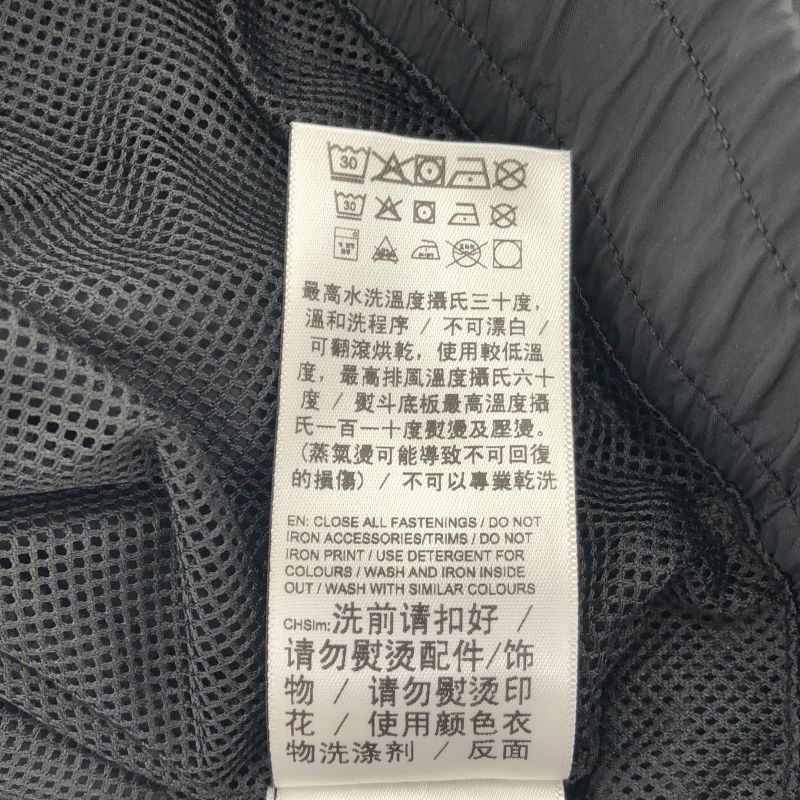 30
30
最高水洗溫度攝氏三十度,
溫和洗程序 / 不可漂白 /
可翻滾烘乾, 使用較低溫
度, 最高排風溫度攝氏六十
度 / 熨斗底板最高溫度攝
氏一百一十度熨燙及壓燙。
(蒸氣燙可能導致不可回復
的損傷) / 不可以專業乾洗
EN: CLOSE ALL FASTENINGS / DO NOT
IRON ACCESSORIES/TRIMS / DO NOT
IRON PRINT / USE DETERGENT FOR
COLOURS / WASH AND IRON INSIDE
OUT / WASH WITH SIMILAR COLOURS
CHSim: 洗前请扣好 /
请勿熨烫配件/饰
物 / 请勿熨烫印
花 / 使用颜色衣
物洗涤剂 / 反面